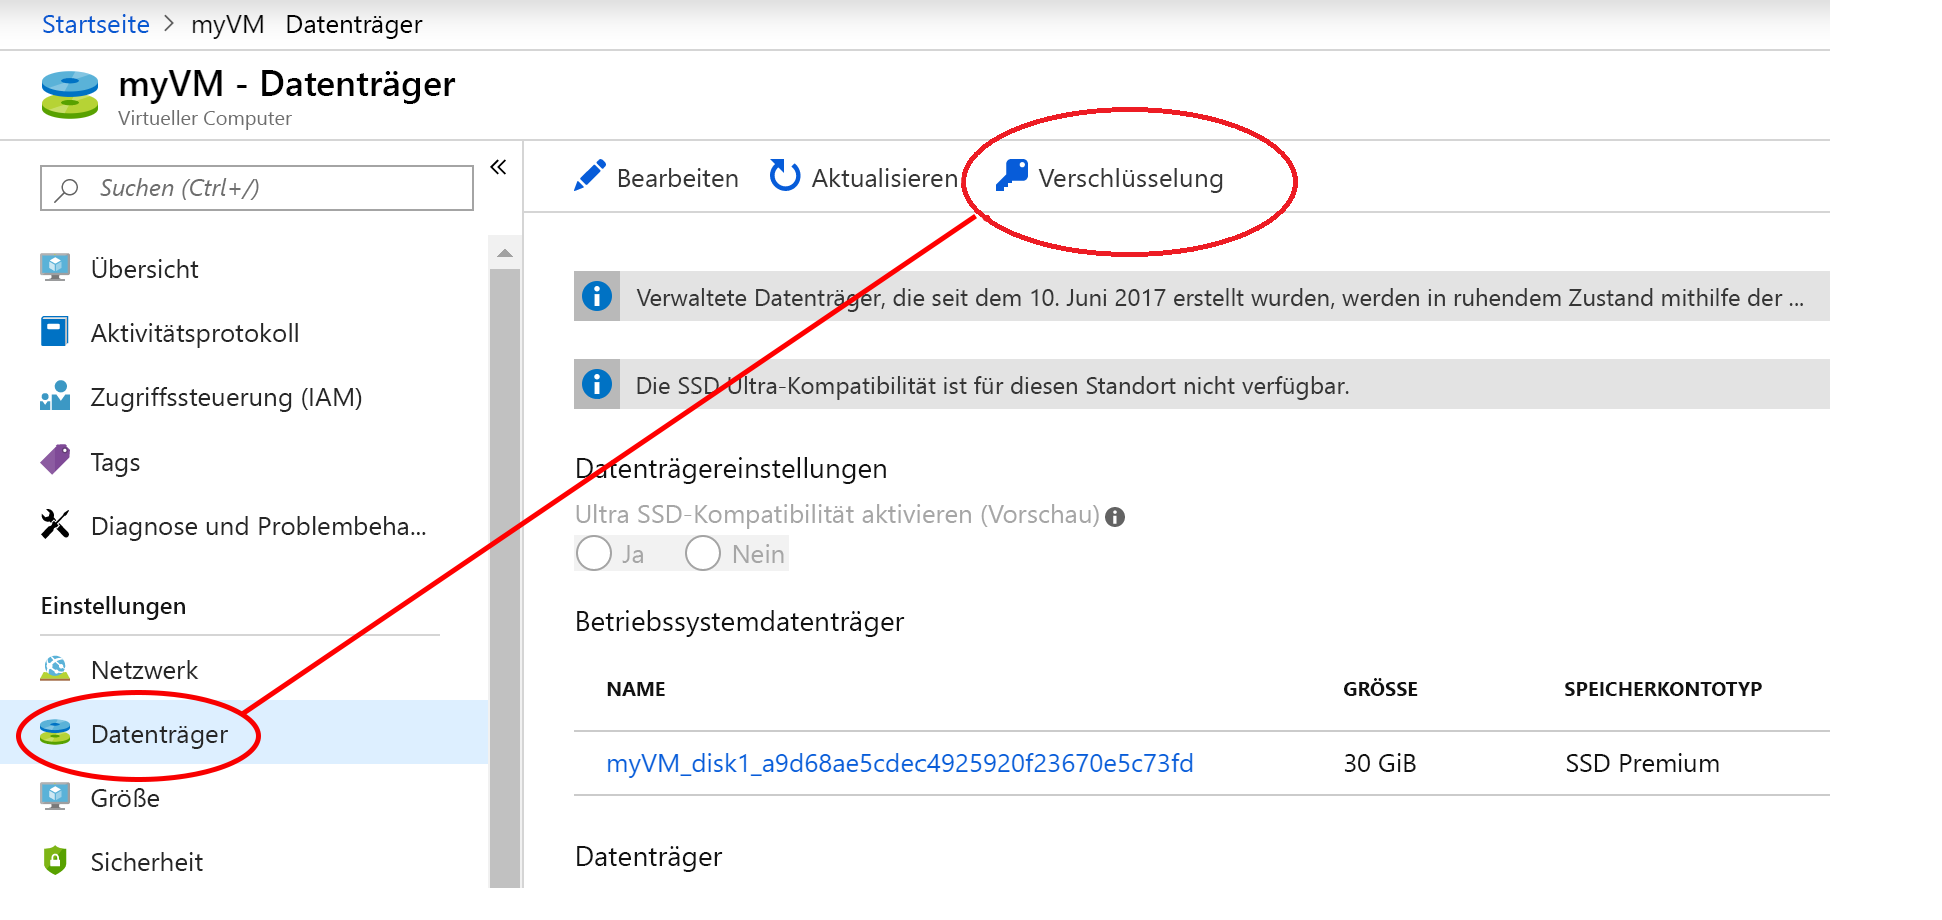 Startseite > myVM Datenträger
myVM - Datenträger
Virtueller Computer
Suchen (Ctrl+/)
«
Übersicht
Aktivitätsprotokoll
Zugriffssteuerung (IAM)
Tags
Diagnose und Problembeha...
Einstellungen
Netzwerk
Datenträger
Größe
Sicherheit
Bearbeiten Aktualisieren Verschlüsselung
Verwaltete Datenträger, die seit dem 10. Juni 2017 erstellt wurden, werden in ruhendem Zustand mithilfe der ...
Die SSD Ultra-Kompatibilität ist für diesen Standort nicht verfügbar.
Datenträgereinstellungen
Ultra SSD-Kompatibilität aktivieren (Vorschau)
Ja Nein
Betriebssystemdatenträger
NAME GRÖSSE SPEICHERKONTOTYP
myVM_disk1_a9d68ae5cdec4925920f23670e5c73fd 30 GiB SSD Premium
Datenträger